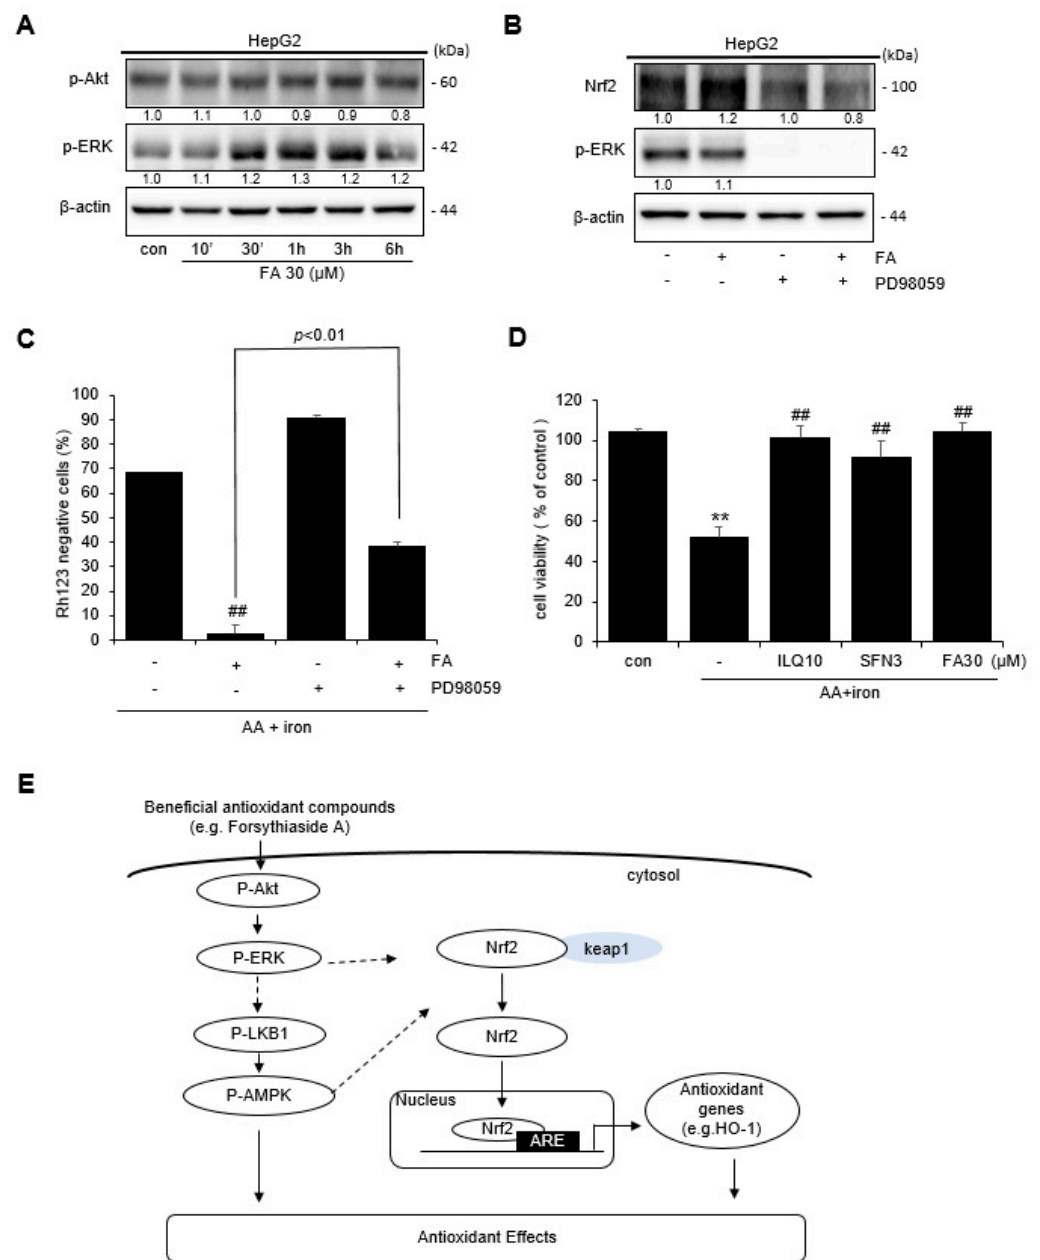 A
HepG2
(kDa)
p-Akt
- 60
1.0 1.1 1.0 0.9 0.9 0.8
p-ERK
- 42
1.0 1.1 1.2 1.3 1.2 1.2
β-actin
- 44
con 10' 30' 1h 3h 6h
FA 30 (μM)
B
HepG2
(kDa)
Nrf2
- 100
1.0 1.2 1.0 0.8
p-ERK
- 42
1.0 1.1
β-actin
- 44
- + - + FA
- - + + PD98059
C
p<0.01
Rh123 negative cells (%)
100
90
80
70
60
50
40
30
20
10
0
##
- + - + FA
- - + + PD98059
AA + iron
D
cell viability ( % of control )
120
100
80
60
40
20
0
**
##
##
##
con - ILQ10 SFN3 FA30 (μM)
AA+iron
E
Beneficial antioxidant compounds
(e.g. Forsythiaside A)
cytosol
P-Akt
P-ERK
P-LKB1
P-AMPK
Nrf2
keap1
Nrf2
Nucleus
Nrf2
ARE
Antioxidant
genes
(e.g.HO-1)
Antioxidant Effects